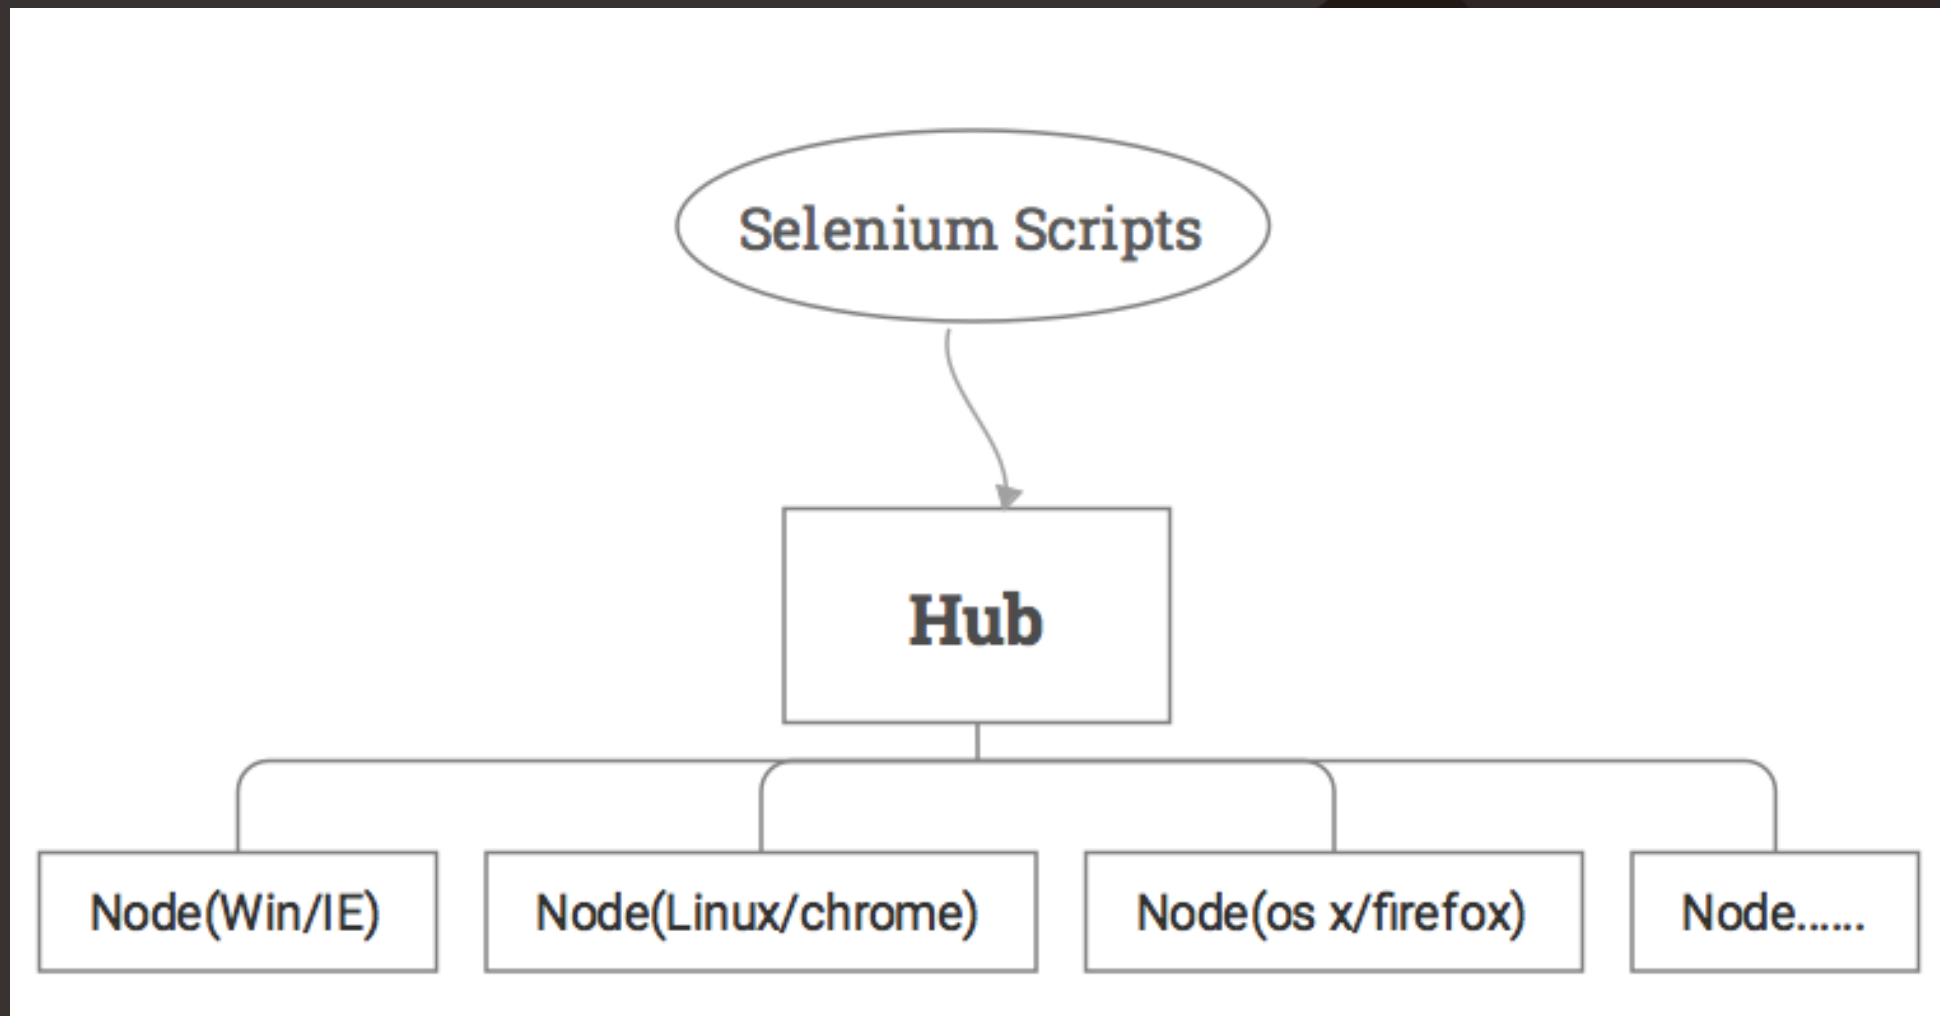 Selenium Scripts
Hub
Node(Win/IE)
Node(Linux/chrome)
Node(os x/firefox)
Node......